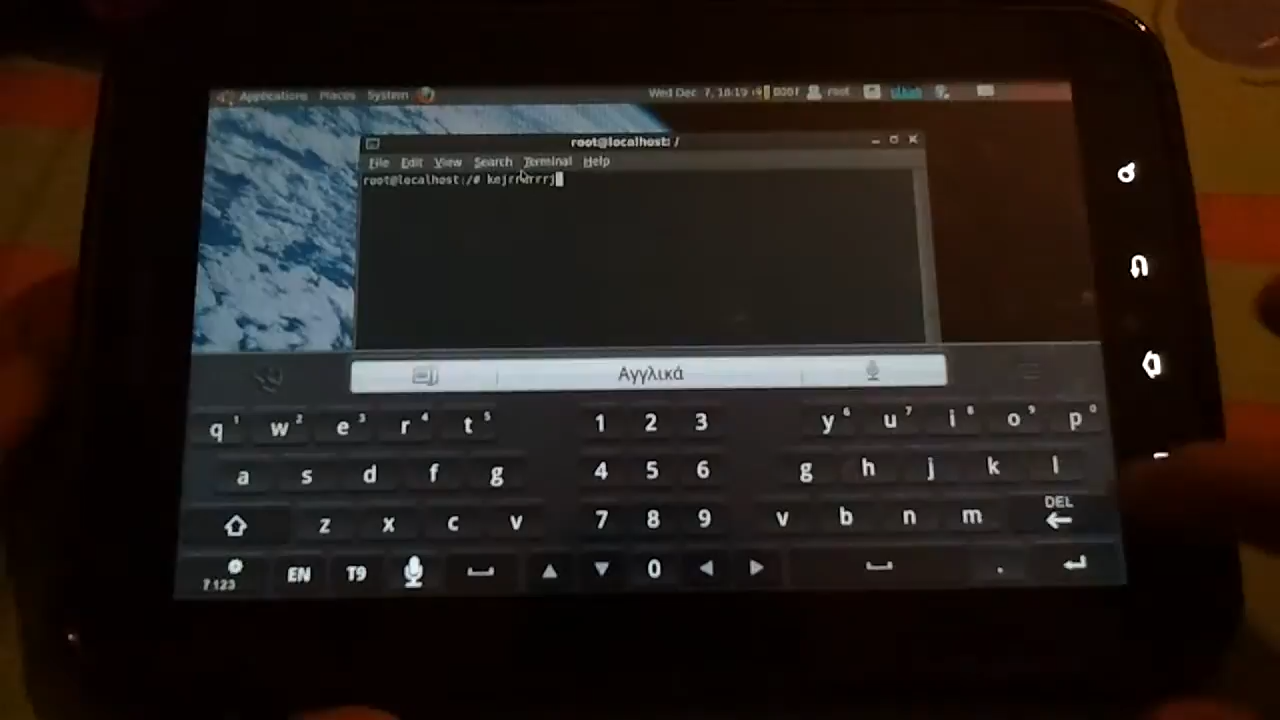 Applications Places System Wed Dec 7, 18:19 root
root@localhost: /
File Edit View Search Terminal Help
root@localhost:/#
Αγγλικά
q 1 w 2 e 3 r 4 t 5 1 2 3 y 6 u 7 i 8 o 9 p 0
a s d f g 4 5 6 g h j k l
z x c v 7 8 9 v b n m DEL
?123 EN T9 0 .